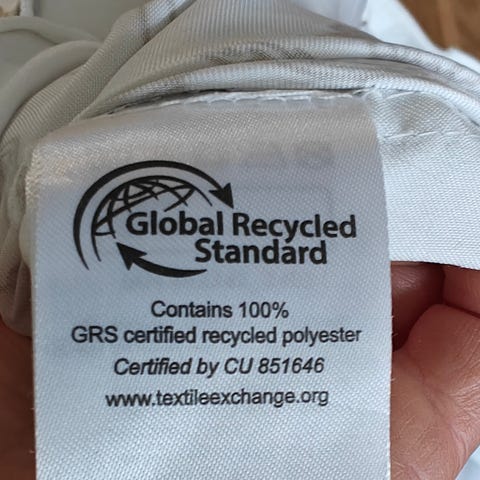 Global Recycled
Standard
Contains 100%
GRS certified recycled polyester
Certified by CU 851646
www.textileexchange.org